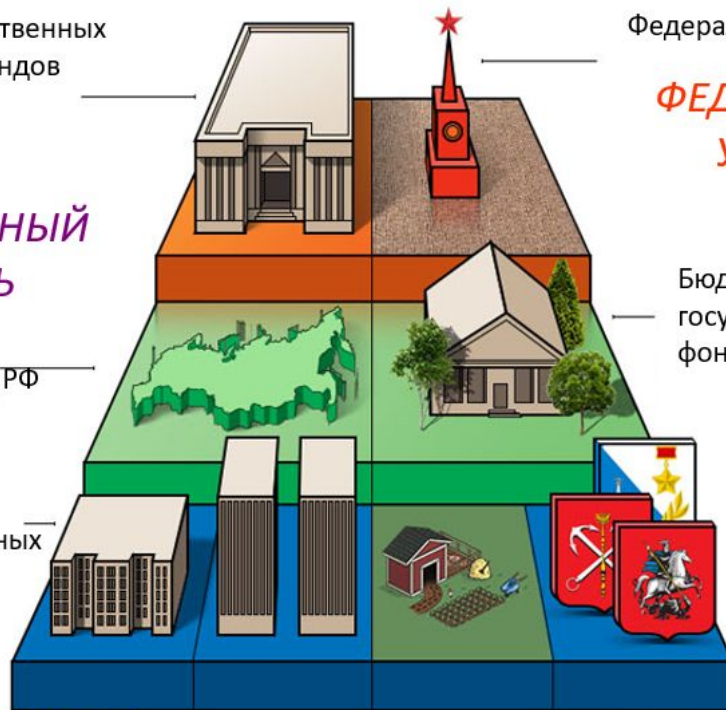 ственных
ндов
ный
ь
РФ
ных
Федера
ФЕД
У
Бюд
госу
фон